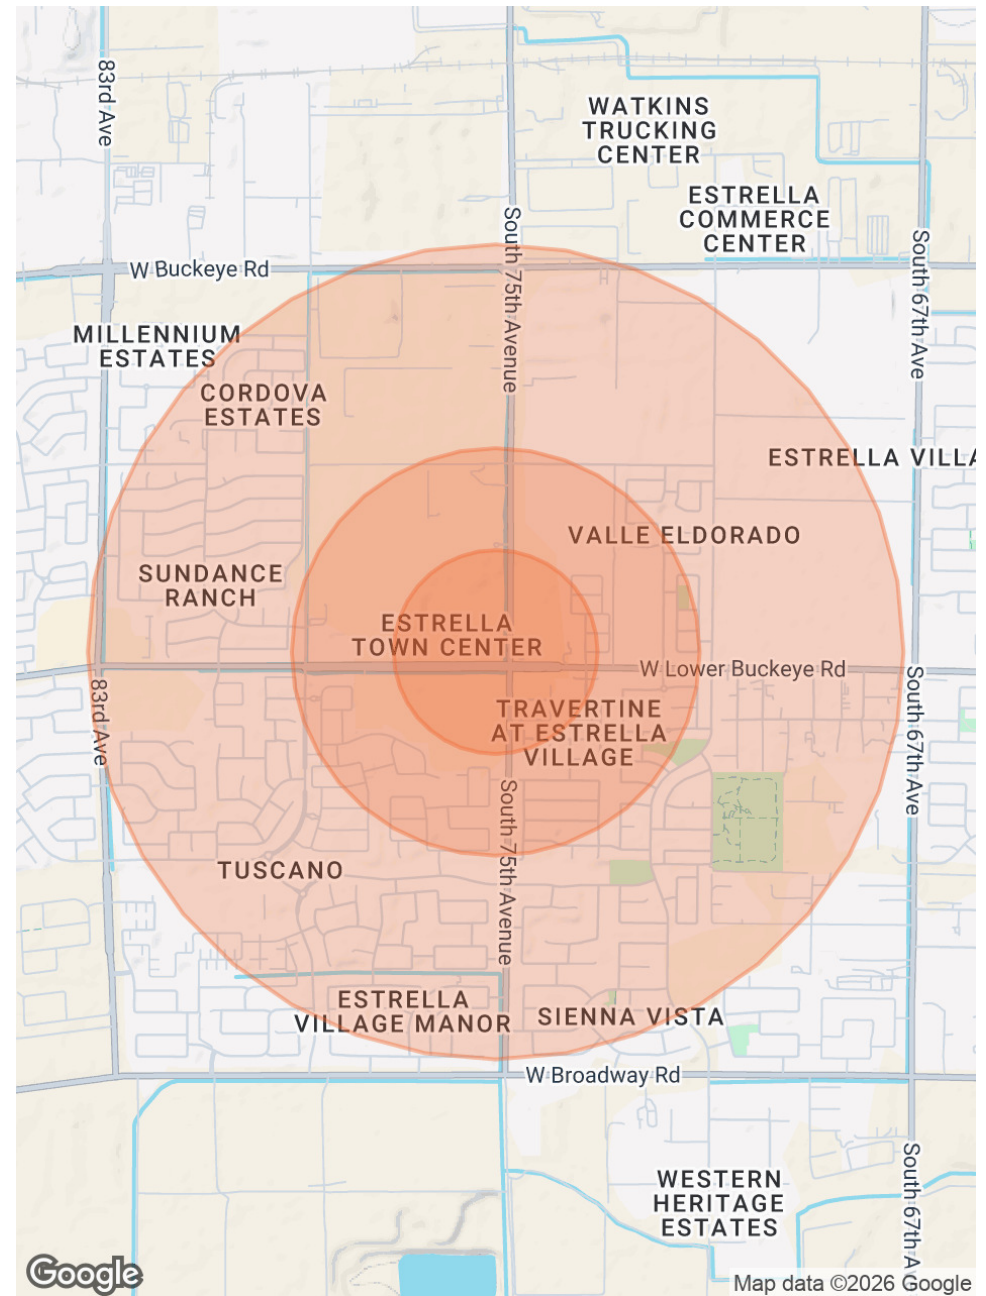 83rd Ave
WATKINS
TRUCKING
CENTER
ESTRELLA
COMMERCE
CENTER
South 75th Avenue
South 67th Ave
W Buckeye Rd
MILLENNIUM
ESTATES
CORDOVA
ESTATES
ESTRELLA VILLA
VALLE ELDORADO
SUNDANCE
RANCH
ESTRELLA
TOWN CENTER
W Lower Buckeye Rd
83rd Ave
South 67th Ave
TRAVERTINE
AT ESTRELLA
VILLAGE
South 75th Avenue
TUSCANO
ESTRELLA
VILLAGE MANOR
SIENNA VISTA
W Broadway Rd
South 67th Av
WESTERN
HERITAGE
ESTATES
Google
Map data ©2026 Google